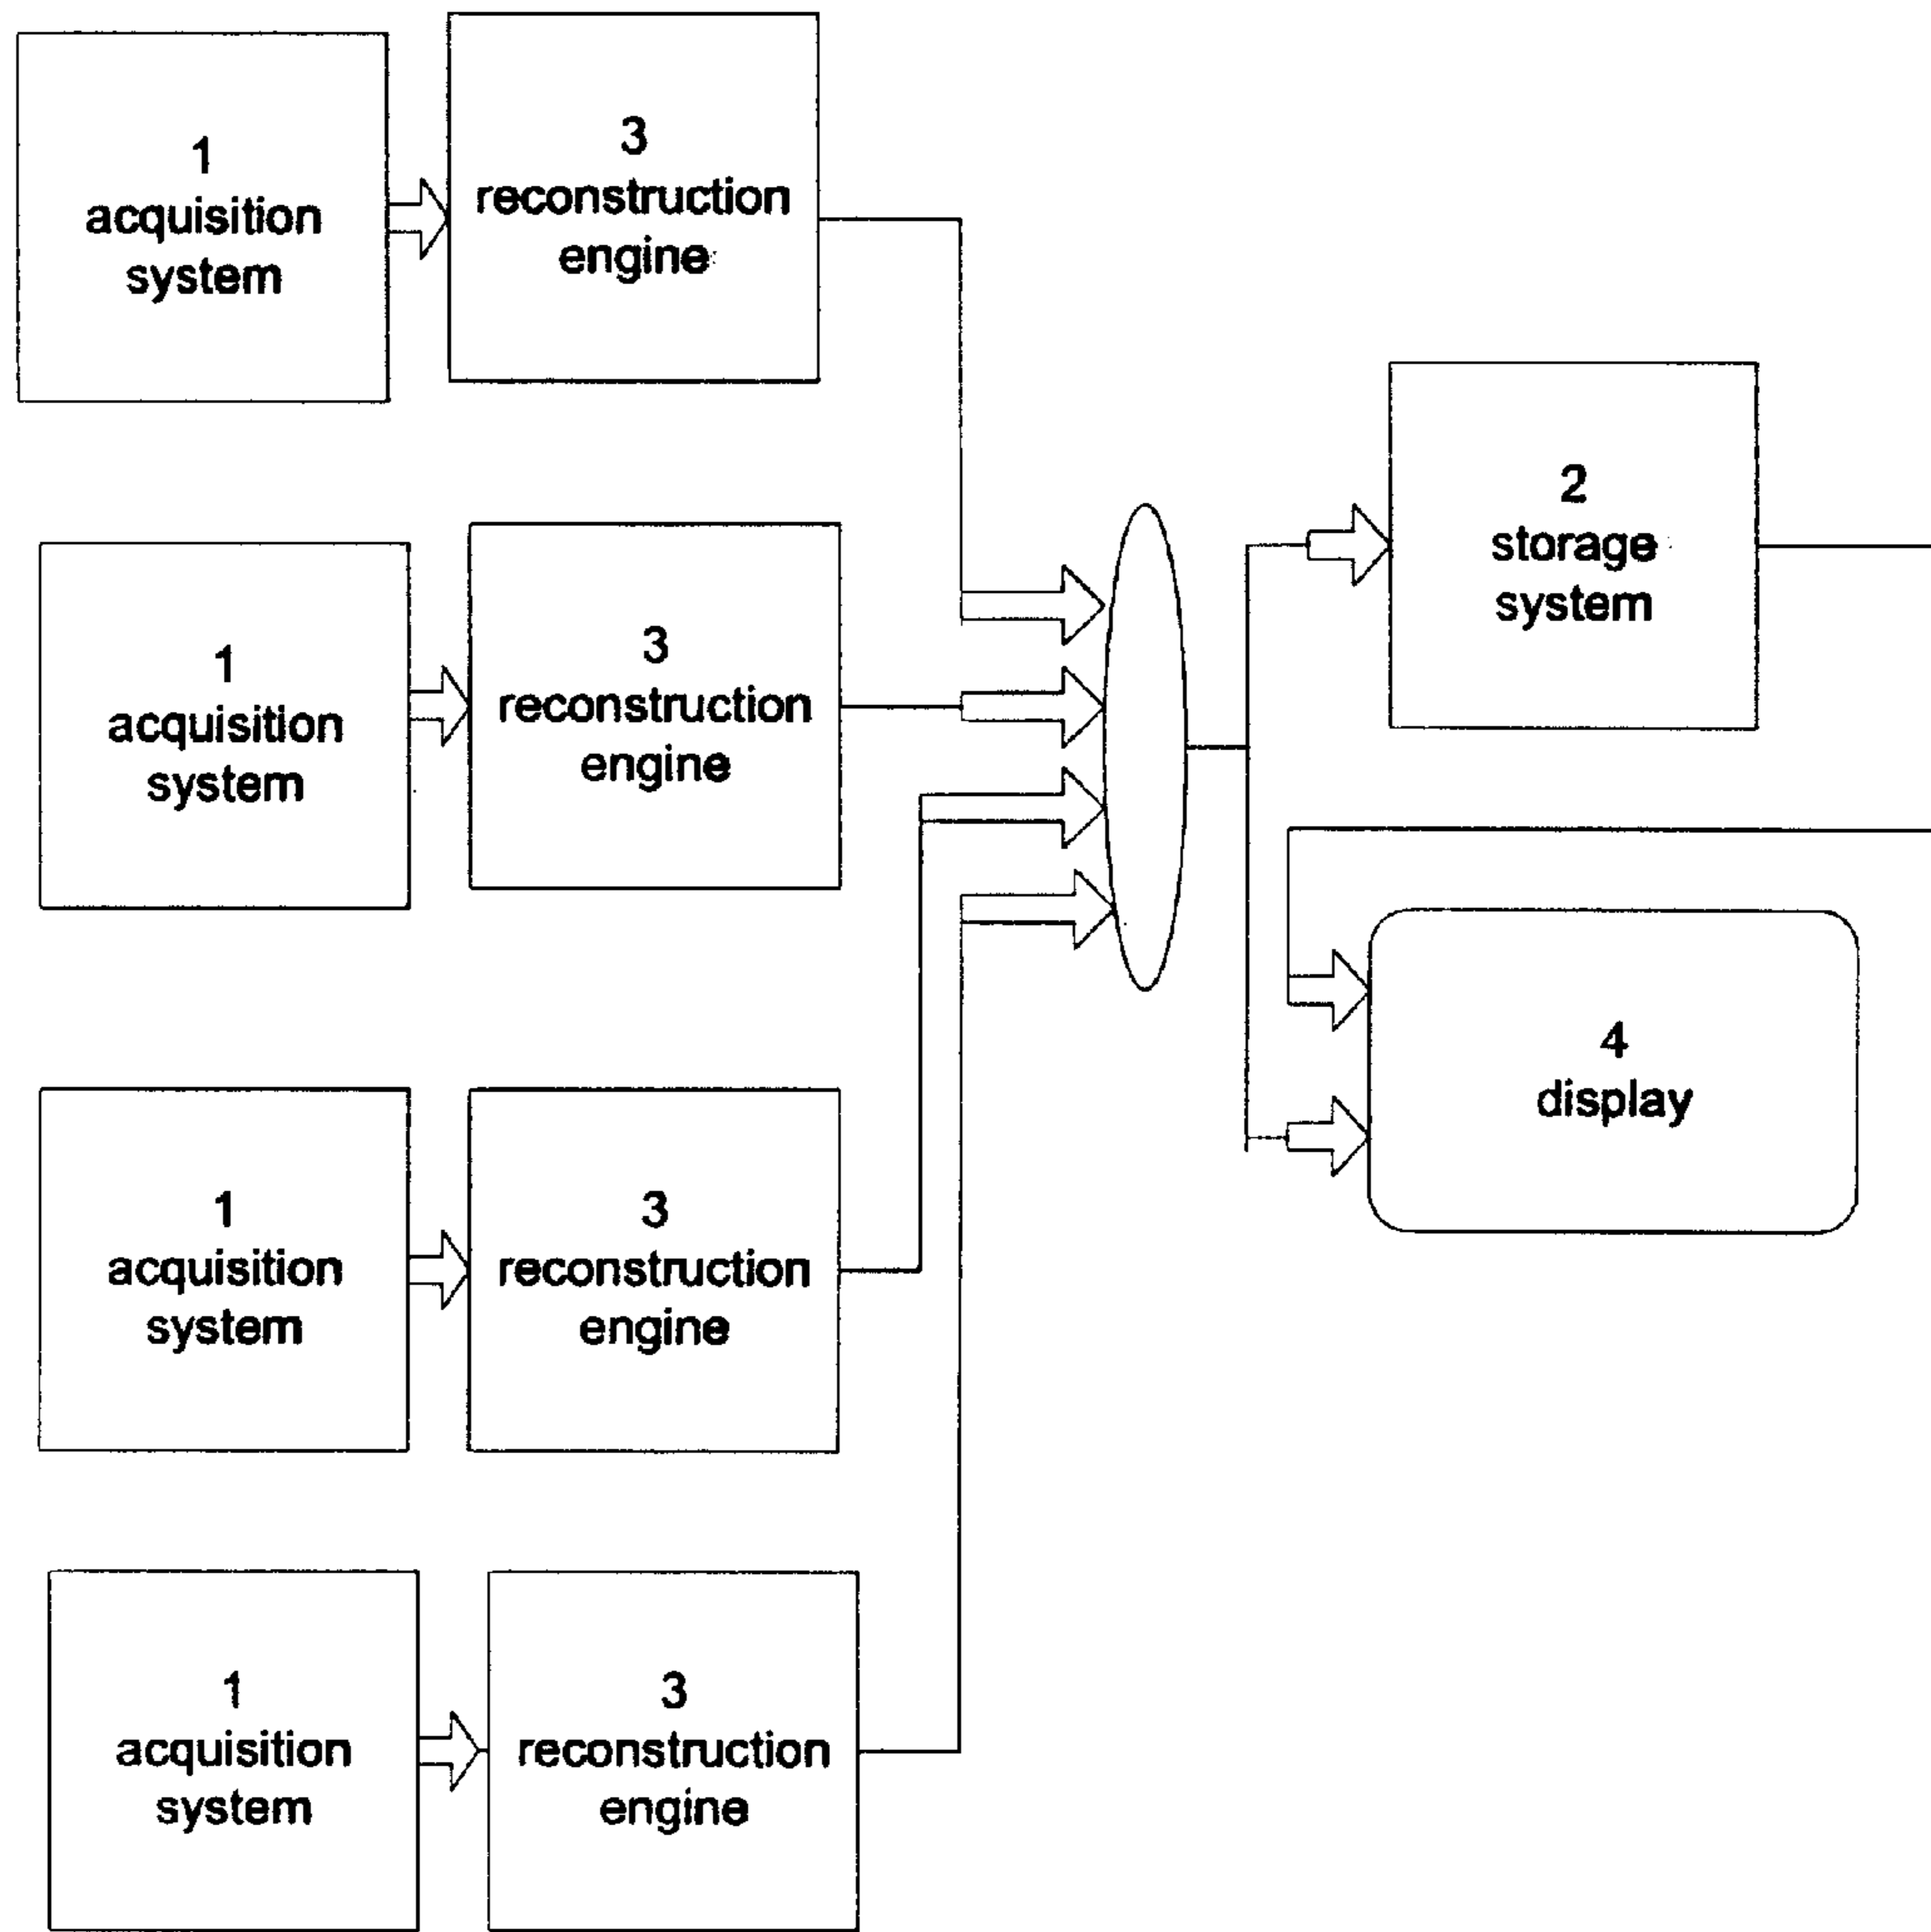 1
acquisition
system
3
reconstruction
engine
1
acquisition
system
3
reconstruction
engine
2
storage
system
1
acquisition
system
3
reconstruction
engine
4
display
1
acquisition
system
3
reconstruction
engine